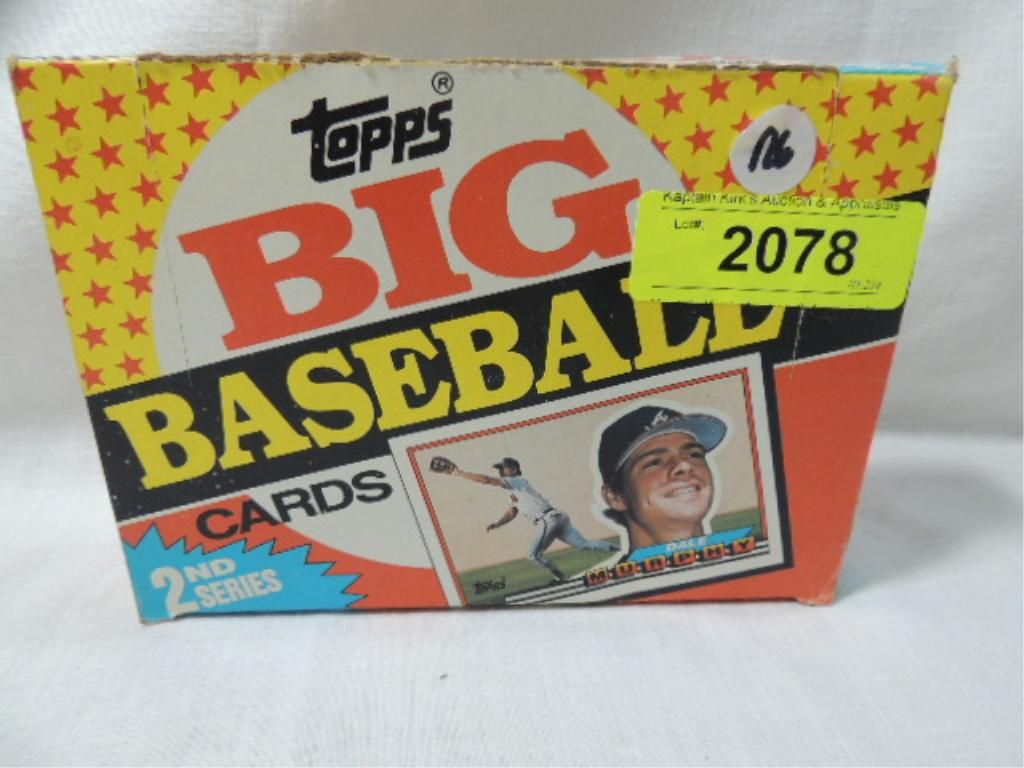 TOPPS®
BIG
BASEBALL
CARDS
2ND
SERIES
Kaptain Kirk's Auction & Appraisals
Lot#:
2078
DALE
MURPHY
TOPPS